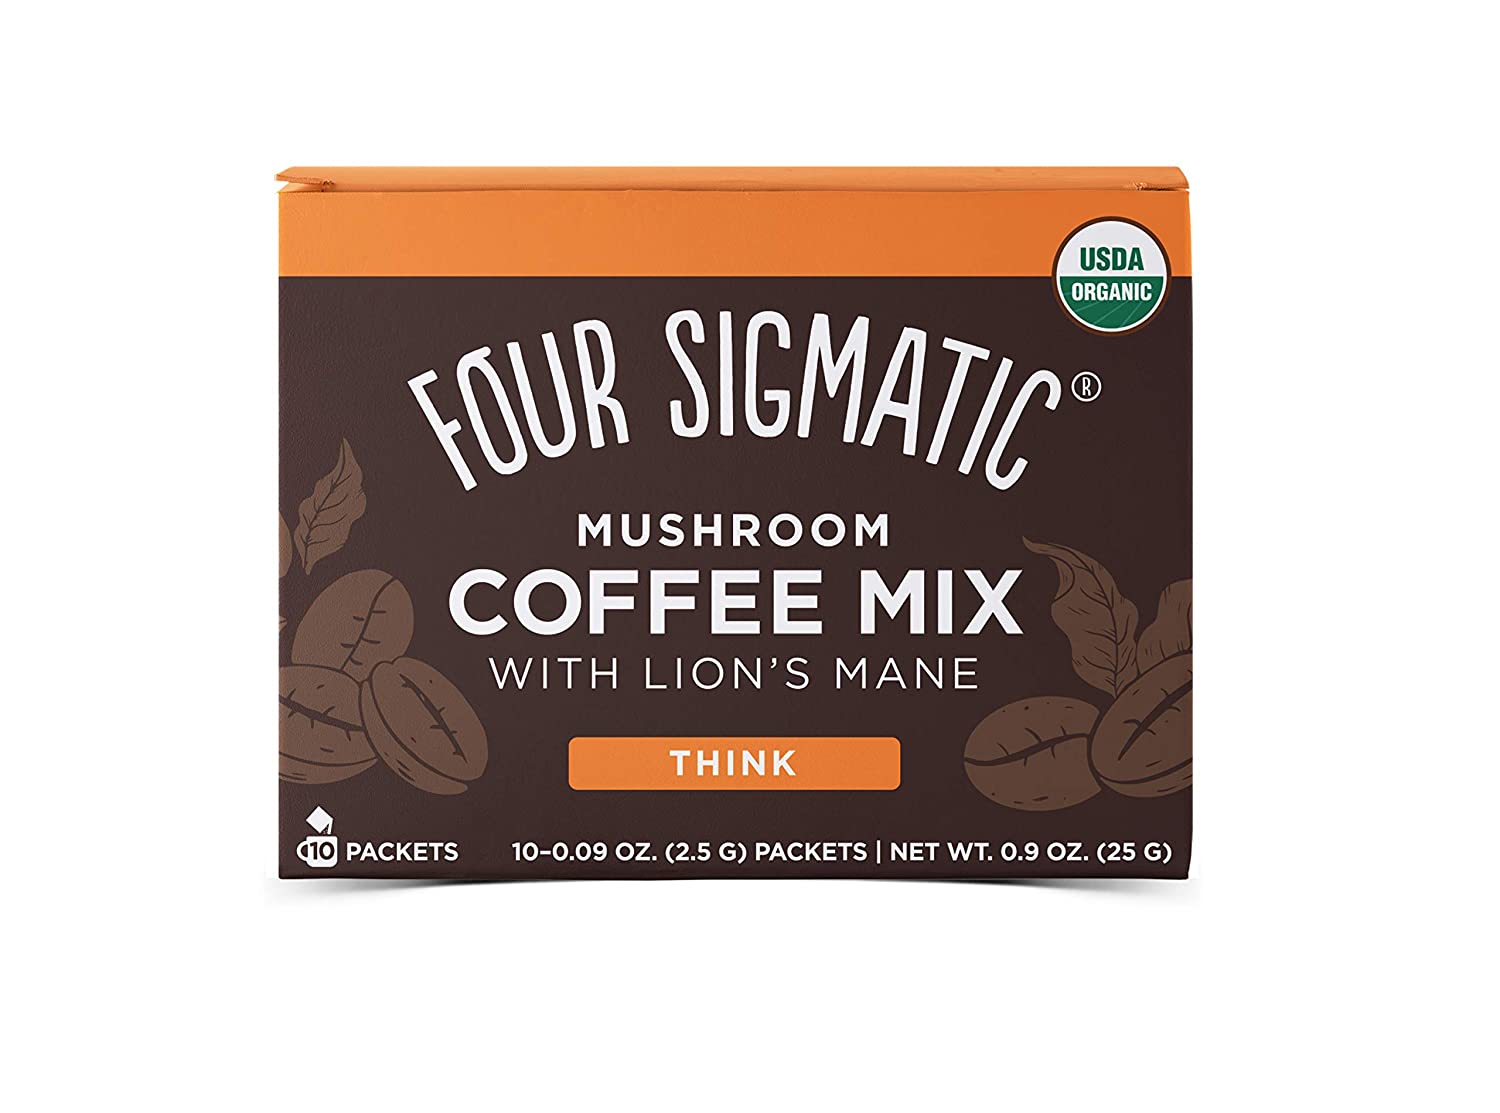 USDA
ORGANIC
FOUR SIGMATIC®
MUSHROOM
COFFEE MIX
WITH LION'S MANE
THINK
10 PACKETS
10–0.09 OZ. (2.5 G) PACKETS | NET WT. 0.9 OZ. (25 G)